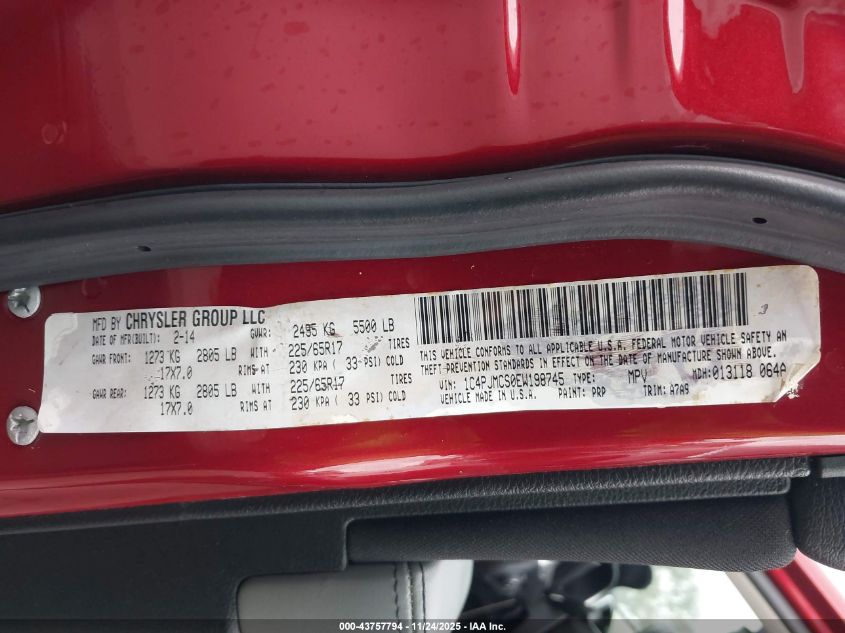 MFD BY CHRYSLER GROUP LLC
DATE OF MFR(BUILT): 2-14 GVWR: 2495 KG 5500 LB
GAWR FRONT: 1273 KG 2805 LB WITH 225/65R17 TIRES
17X7.0 RIMS AT 230 KPA ( 33 PSI) COLD
GAWR REAR: 1273 KG 2805 LB WITH 225/65R17 TIRES
17X7.0 RIMS AT 230 KPA ( 33 PSI) COLD
THIS VEHICLE CONFORMS TO ALL APPLICABLE U.S.A. FEDERAL MOTOR VEHICLE SAFETY AN
THEFT PREVENTION STANDARDS IN EFFECT ON THE DATE OF MANUFACTURE SHOWN ABOVE.
VIN: 1C4PJMCS0EW198745 TYPE: MPV MDH: 013118 064A
VEHICLE MADE IN U.S.A. PAINT: PRP TRIM: A7A9
000-43757794 - 11/24/2025 - IAA Inc.